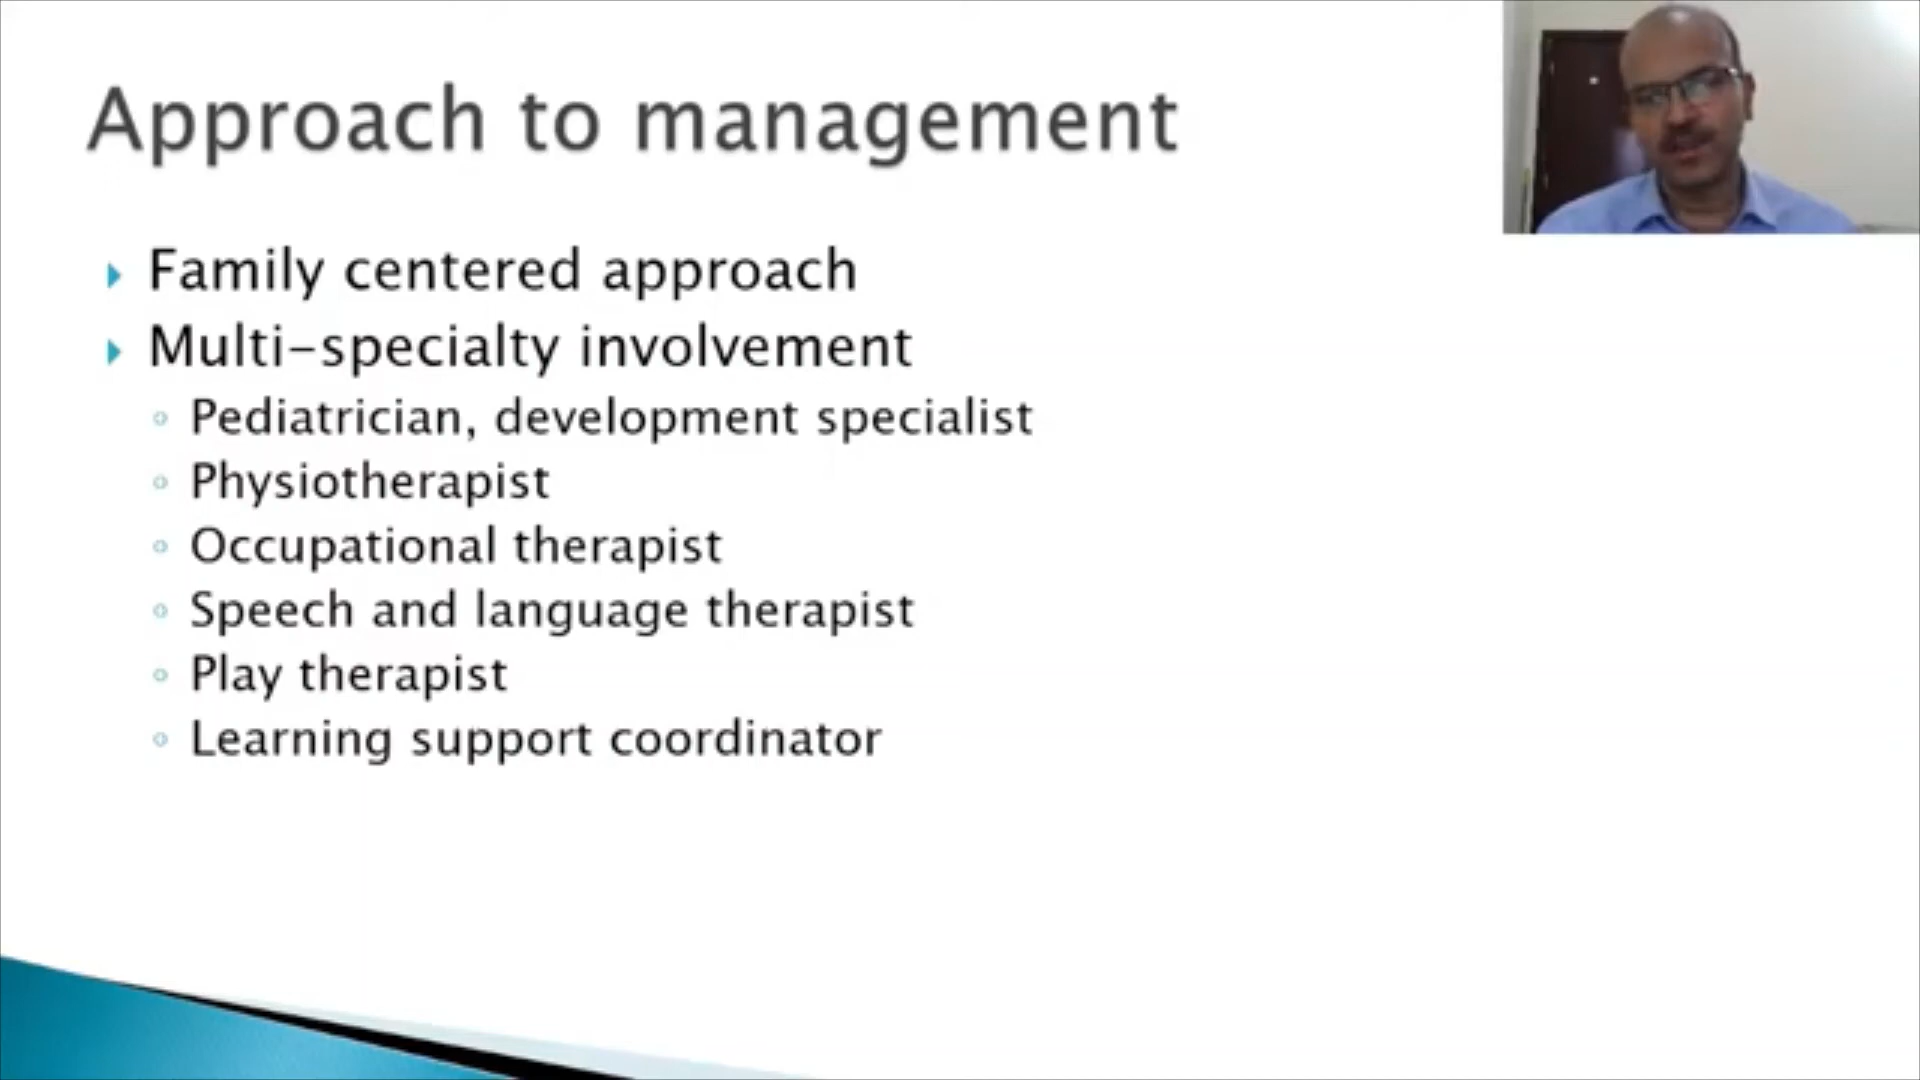 Approach to management
Family centered approach
Multi-specialty involvement
Pediatrician, development specialist
Physiotherapist
Occupational therapist
Speech and language therapist
Play therapist
Learning support coordinator